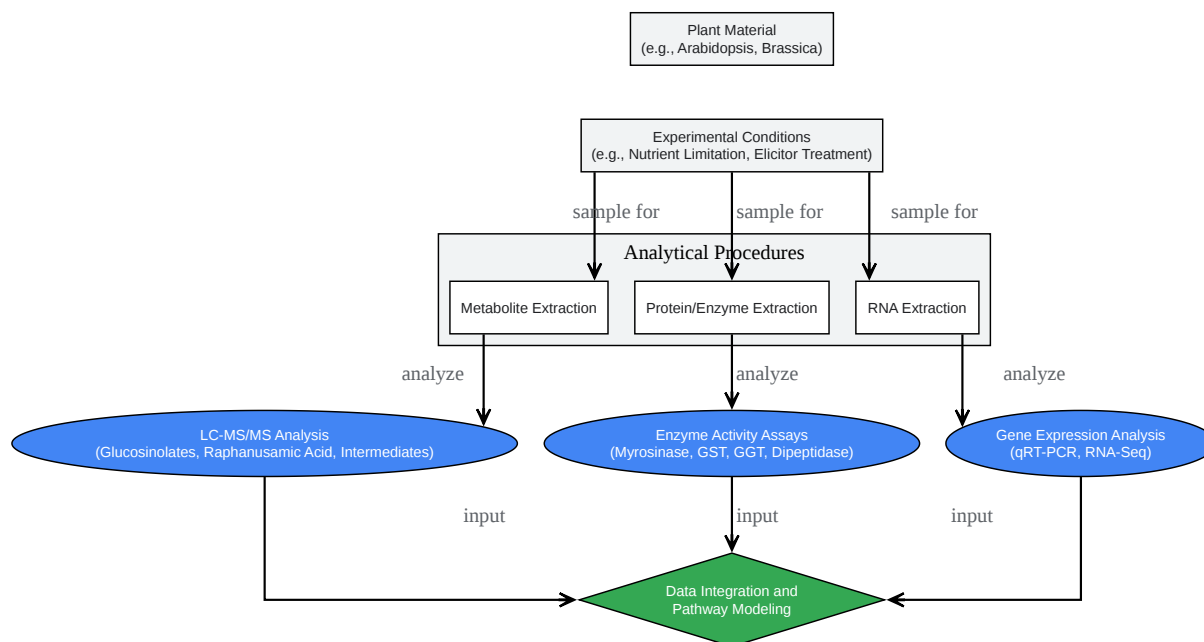 Plant Material
(e.g., Arabidopsis, Brassica)
Experimental Conditions
(e.g., Nutrient Limitation, Elicitor Treatment)
sample for
sample for
sample for
Analytical Procedures
Metabolite Extraction
Protein/Enzyme Extraction
RNA Extraction
analyze
analyze
analyze
LC-MS/MS Analysis
(Glucosinolates, Raphanusamic Acid, Intermediates)
Enzyme Activity Assays
(Myrosinase, GST, GGT, Dipeptidase)
Gene Expression Analysis
(qRT-PCR, RNA-Seq)
input
input
input
Data Integration and
Pathway Modeling